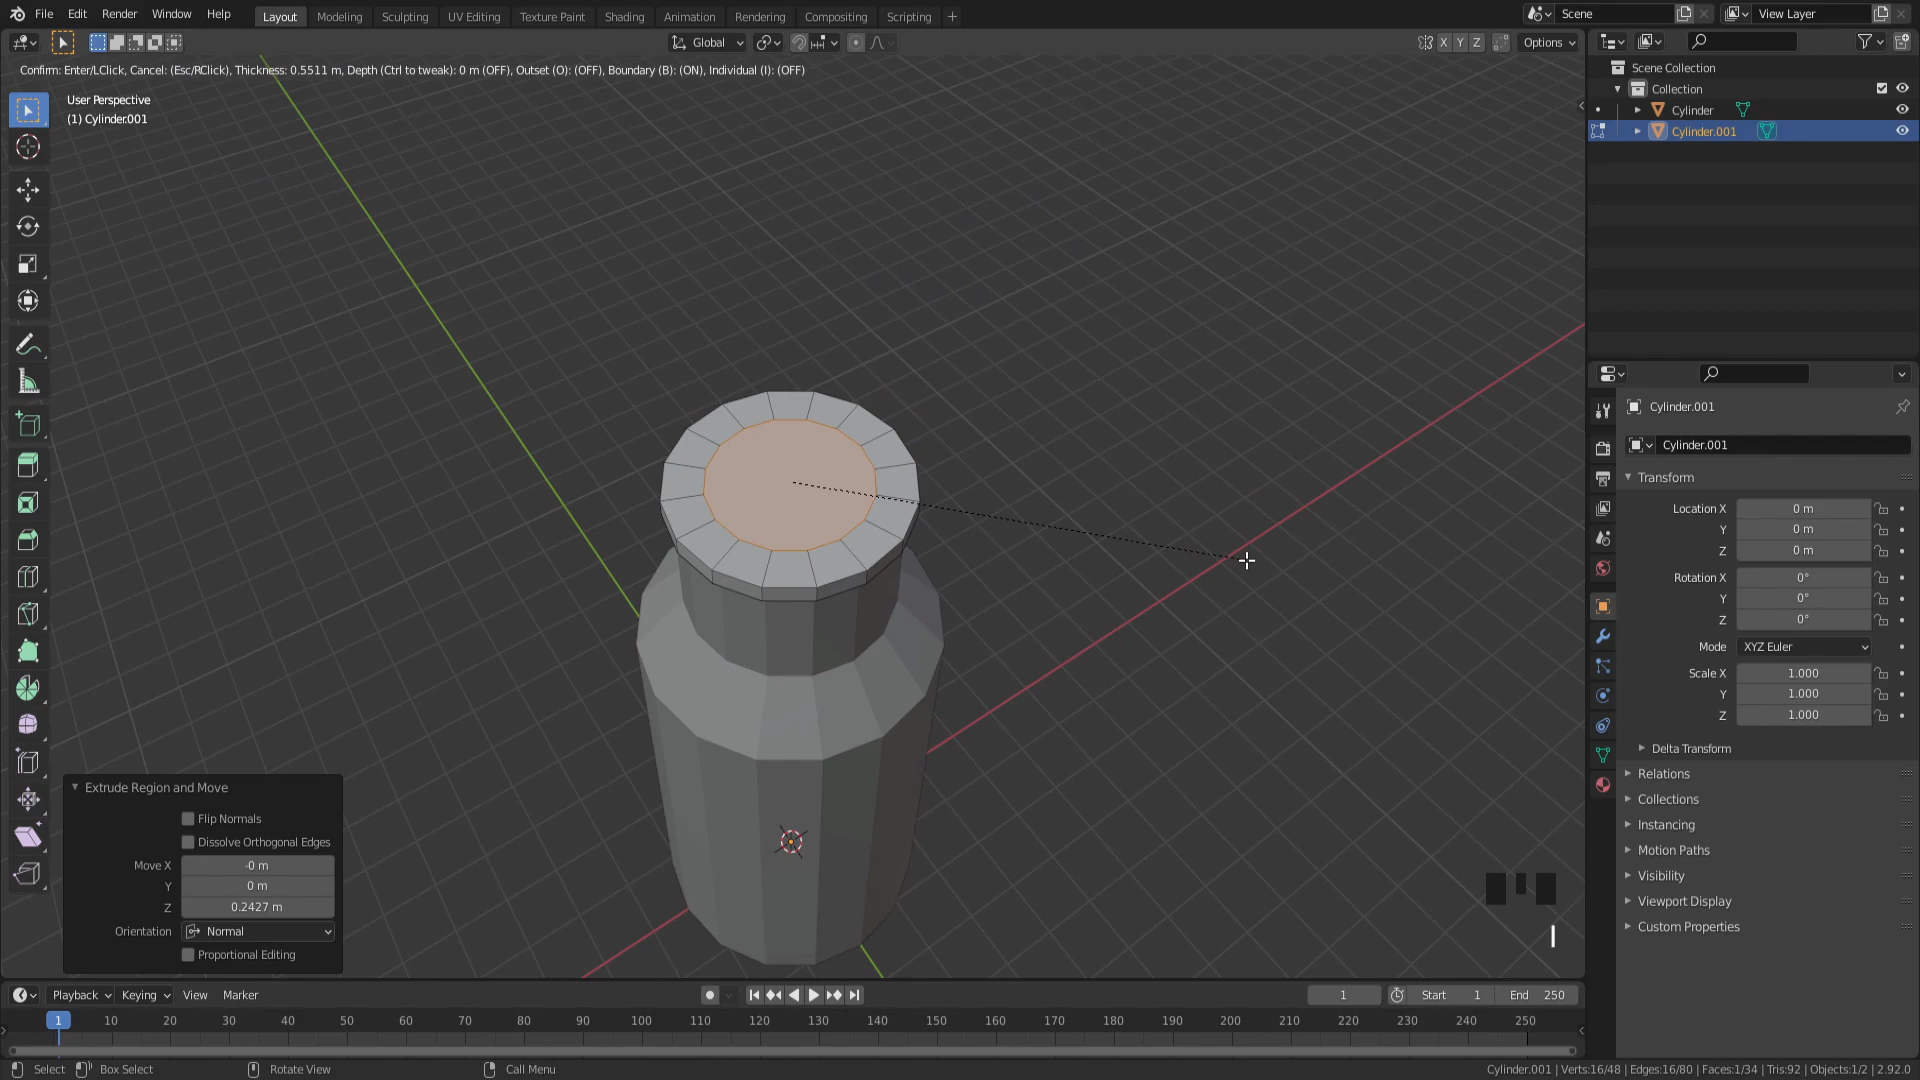 File Edit Render Window Help Layout Modeling Sculpting UV Editing Texture Paint Shading Animation Rendering Compositing Scripting + Scene View Layer
Global X Y Z Options
Confirm: Enter/LClick, Cancel: (Esc/RClick), Thickness: 0.5511 m, Depth (Ctrl to tweak): 0 m (OFF), Outset (O): (OFF), Boundary (B): (ON), Individual (I): (OFF)
User Perspective
(1) Cylinder.001
Scene Collection
Collection
Cylinder
Cylinder.001
Cylinder.001
Cylinder.001
Transform
Location X 0 m
Y 0 m
Z 0 m
Rotation X 0°
Y 0°
Z 0°
Mode XYZ Euler
Scale X 1.000
Y 1.000
Z 1.000
Delta Transform
Relations
Collections
Instancing
Motion Paths
Visibility
Viewport Display
Custom Properties
Extrude Region and Move
Flip Normals
Dissolve Orthogonal Edges
Move X -0 m
Y 0 m
Z 0.2427 m
Orientation Normal
Proportional Editing
I
Playback Keying View Marker 1 Start 1 End 250
1 10 20 30 40 50 60 70 80 90 100 110 120 130 140 150 160 170 180 190 200 210 220 230 240 250
Select Box Select Rotate View Call Menu Cylinder.001 | Verts:16/48 | Edges:16/80 | Faces:1/34 | Tris:92 | Objects:1/2 | 2.92.0